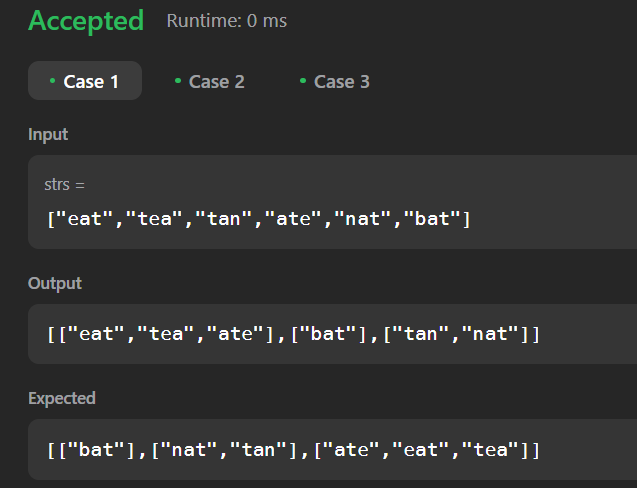 Accepted Runtime: 0 ms
• Case 1 • Case 2 • Case 3
Input
strs =
["eat","tea","tan","ate","nat","bat"]
Output
[["eat","tea","ate"],["bat"],["tan","nat"]]
Expected
[["bat"],["nat","tan"],["ate","eat","tea"]]